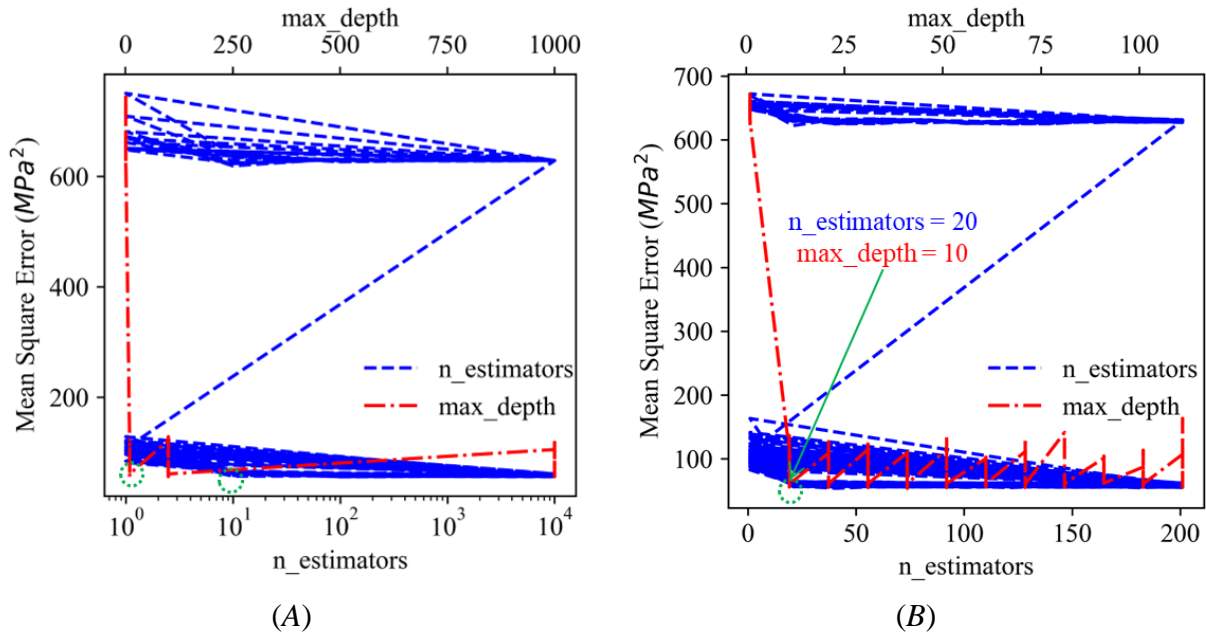 max_depth
0 250 500 750 1000
Mean Square Error (MPa²)
600
400
200
n_estimators
max_depth
10⁰ 10¹ 10² 10³ 10⁴
n_estimators
(A)
max_depth
0 25 50 75 100
Mean Square Error (MPa²)
700
600
500
400
300
200
100
n_estimators = 20
max_depth = 10
n_estimators
max_depth
0 50 100 150 200
n_estimators
(B)